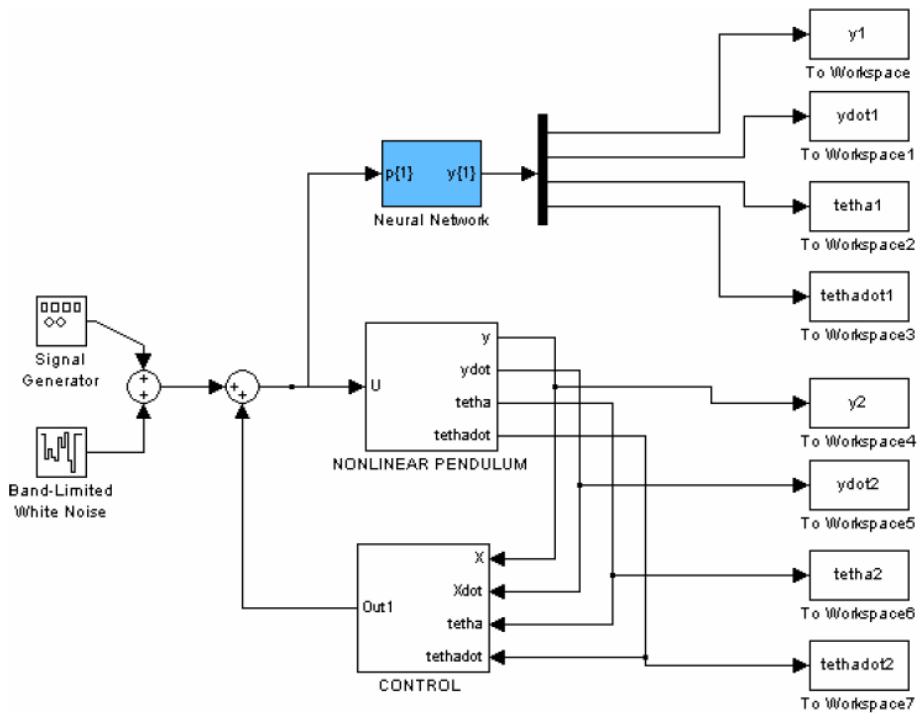 y1
To Workspace
ydot1
To Workspace1
p{1} y{1}
Neural Network
tetha1
To Workspace2
tethadot1
To Workspace3
Signal
Generator
+
+
+
+
U
y
ydot
tetha
tethadot
NONLINEAR PENDULUM
y2
To Workspace4
Band-Limited
White Noise
ydot2
To Workspace5
Out1
X
Xdot
tetha
tethadot
CONTROL
tetha2
To Workspace6
tethadot2
To Workspace7